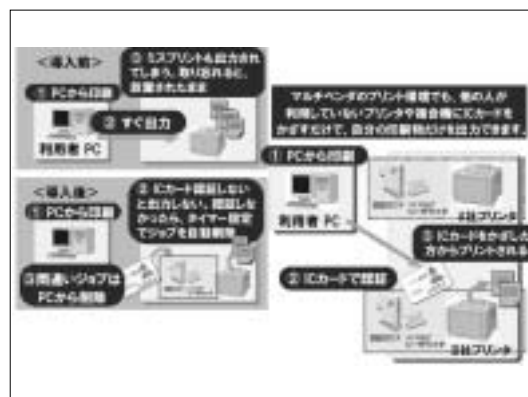 <導入前>
③ ミスプリントも出力され
てしまう。取り忘れると、
放置されたまま
① PCから印刷
② すぐ出力
利用者 PC
<導入後>
① PCから印刷
② ICカード認証しない
と出力しない。認証しな
かったら、タイマー設定
でジョブを自動削除
③ 間違いジョブは
PCから削除
マルチベンダのプリント環境でも、他の人が
利用していないプリンタや複合機にICカードを
かざすだけで、自分の印刷物だけを出力できます。
① PCから印刷
利用者 PC
A社プリンタ
③ ICカードをかざした
方からプリントされる
② ICカードで認証
B社プリンタ